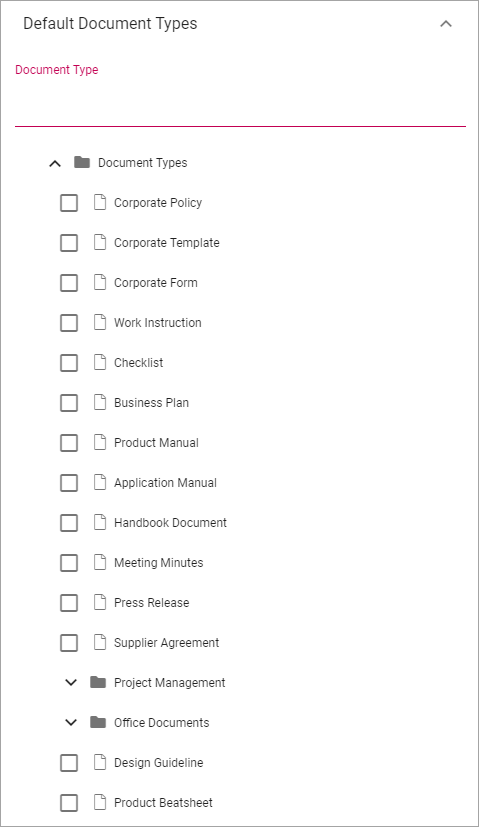 Default Document Types
Document Type
Document Types
Corporate Policy
Corporate Template
Corporate Form
Work Instruction
Checklist
Business Plan
Product Manual
Application Manual
Handbook Document
Meeting Minutes
Press Release
Supplier Agreement
Project Management
Office Documents
Design Guideline
Product Beatsheet